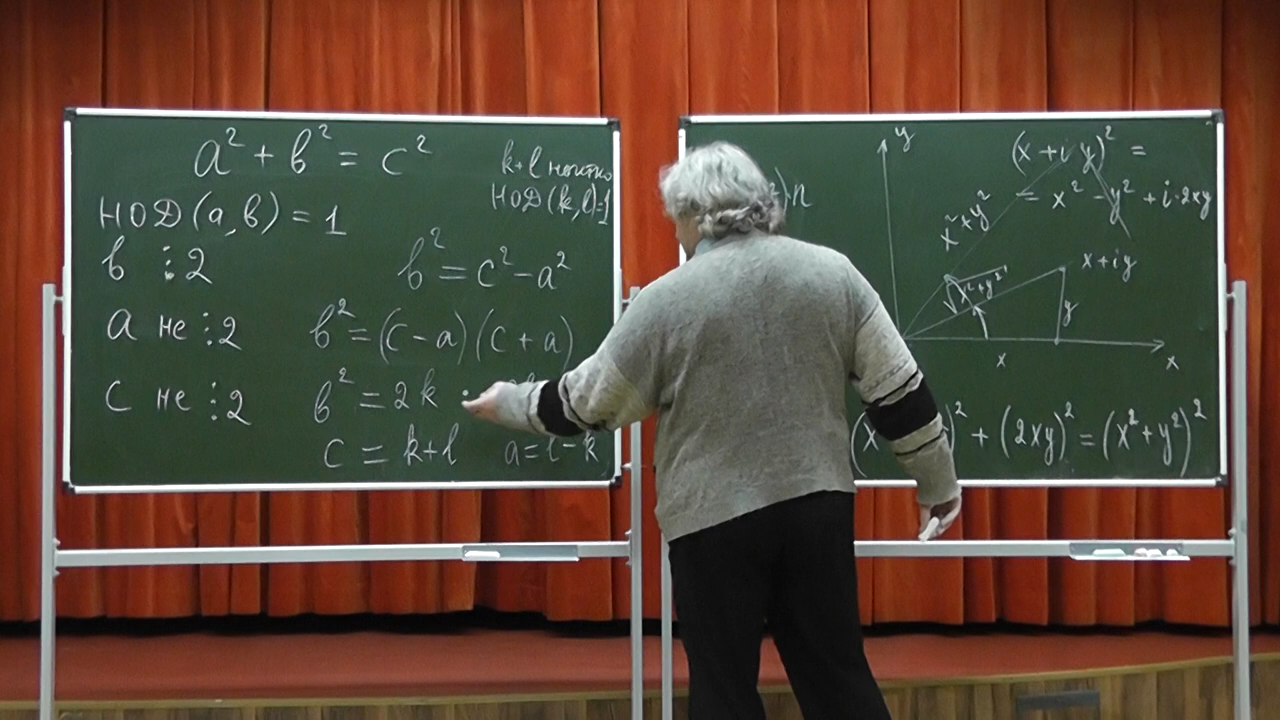 a² + b² = c²
k+l нечётно
НОД(k,l)=1
НОД(a,b) = 1
b ⋮ 2
b² = c² - a²
a не ⋮ 2
b² = (c - a)(c + a)
c не ⋮ 2
b² = 2k ·
c = k+l a = l - k
)·n
y
(x + iy)² =
= x² - y² + i·2xy
x² + y²
x + iy
√x²+y²
y
x
x
(x )² + (2xy)² = (x² + y²)²